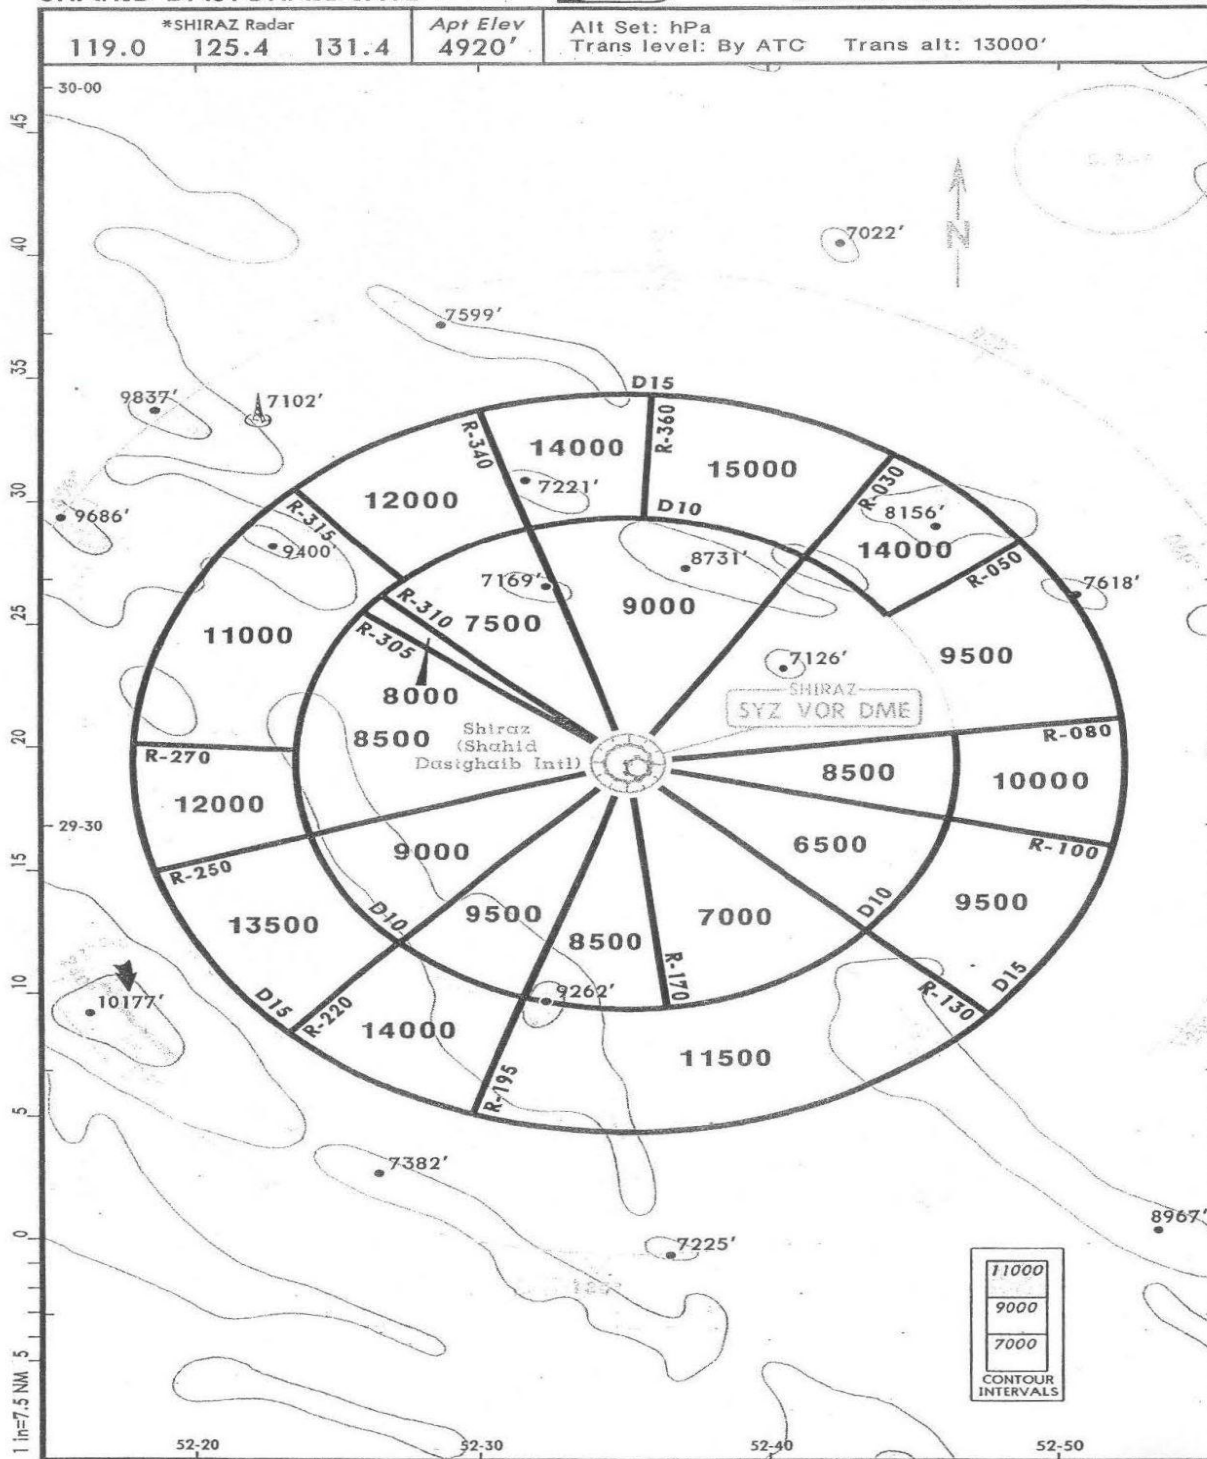 *SHIRAZ Radar
119.0 125.4 131.4
Apt Elev
4920'
Alt Set: hPa
Trans level: By ATC Trans alt: 13000'
30-00
45
7022'
N
40
7599'
35
9837'
7102'
D15
R-340
14000
R-360
15000
R-030
12000
7221'
D10
30
9686'
R-315
8156'
9400'
14000
8731'
R-050
7169'
7618'
25
R-310
7500
9000
11000
R-305
9500
7126'
8000
SHIRAZ
SYZ VOR DME
8500
Shiraz
(Shahid
Dastghaib Intl)
R-080
20
R-270
8500
10000
12000
29-30
6500
9000
R-100
15
R-250
D10
9500
7000
D10
9500
13500
8500
R-170
D15
10
10177'
9262'
R-130
D15
R-220
14000
11500
R-195
5
7382'
8967'
0
7225'
11000
9000
7000
CONTOUR
INTERVALS
5
1 in=7.5 NM
52-20
52-30
52-40
52-50